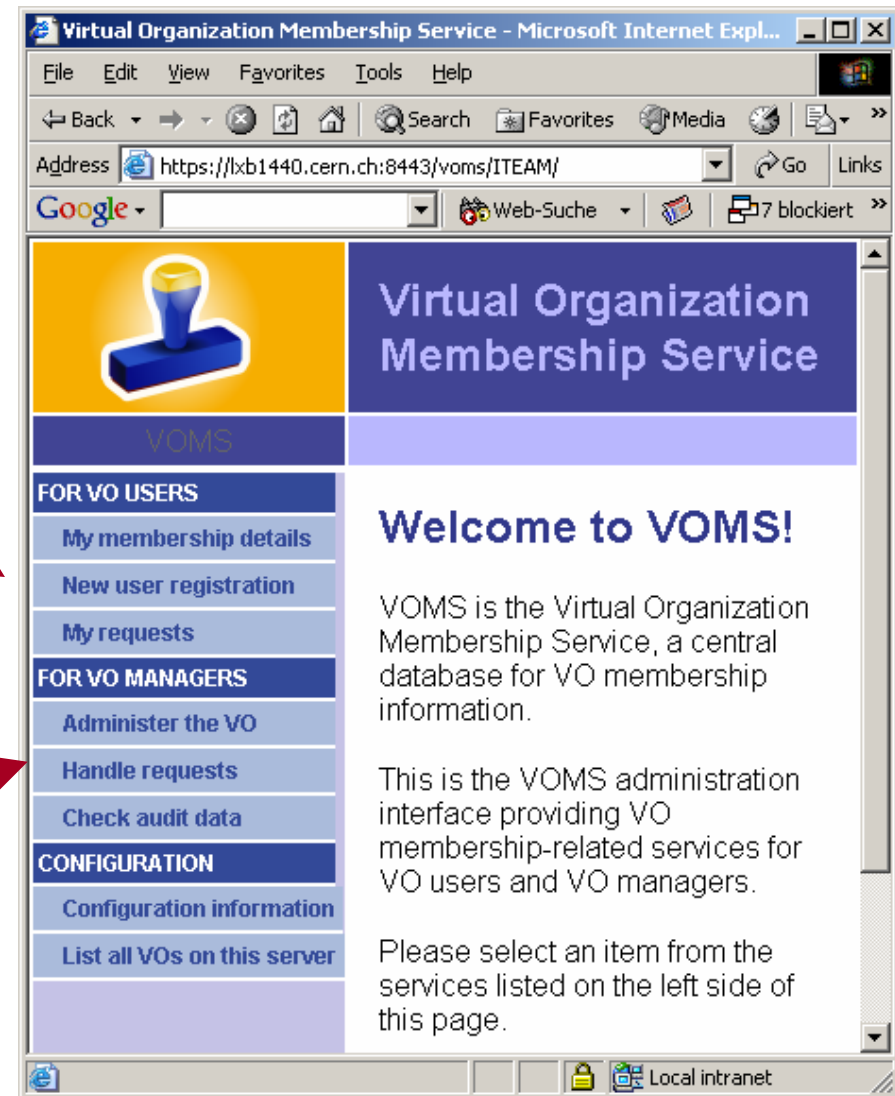 Virtual Organization Membership Service - Microsoft Internet Expl...
File Edit View Favorites Tools Help
Back Search Favorites Media »
Address https://lxb1440.cern.ch:8443/voms/ITEAM/ Go Links
Google Web-Suche 7 blockiert »
Virtual Organization
Membership Service
VOMS
FOR VO USERS
My membership details
New user registration
My requests
FOR VO MANAGERS
Administer the VO
Handle requests
Check audit data
CONFIGURATION
Configuration information
List all VOs on this server
Welcome to VOMS!
VOMS is the Virtual Organization
Membership Service, a central
database for VO membership
information.
This is the VOMS administration
interface providing VO
membership-related services for
VO users and VO managers.
Please select an item from the
services listed on the left side of
this page.
Local intranet